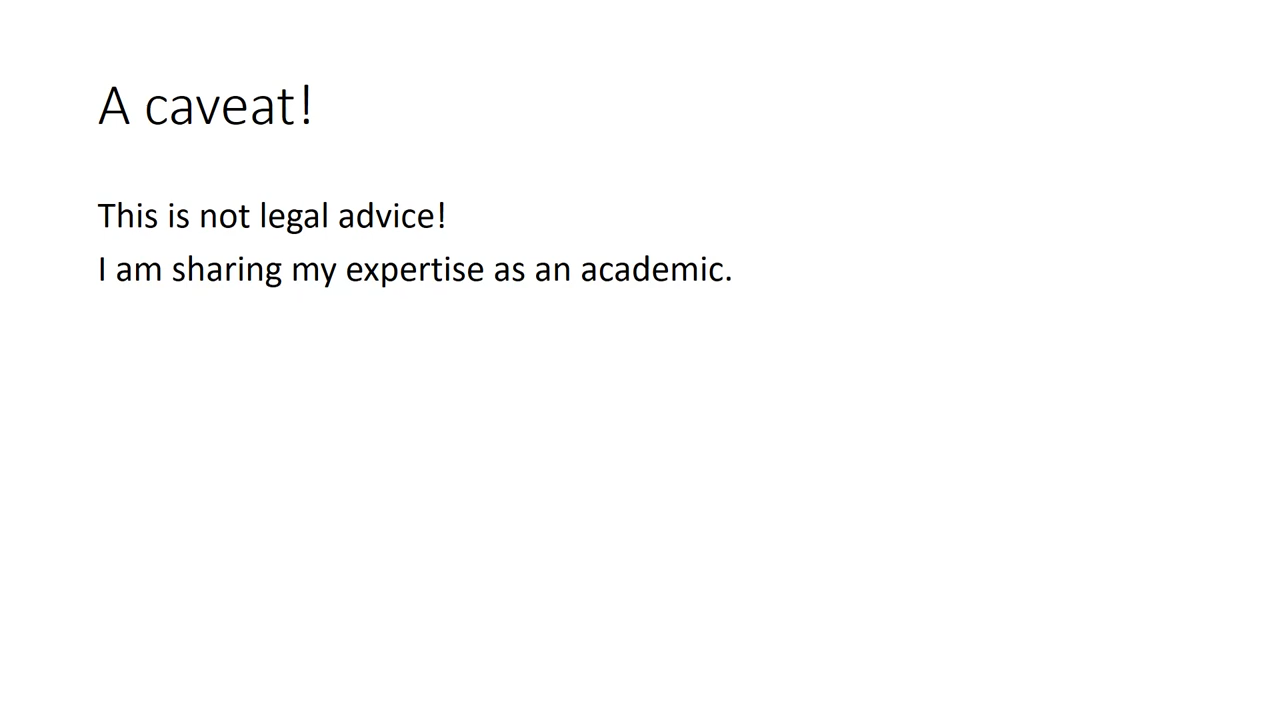 A caveat!
This is not legal advice!
I am sharing my expertise as an academic.